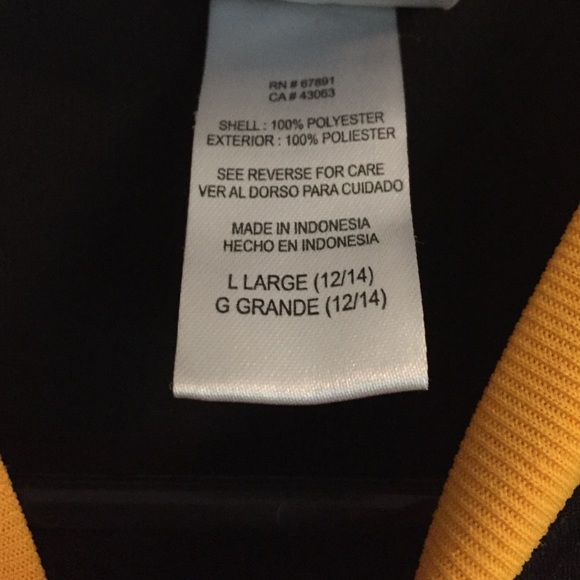 RN # 67891
CA # 43063
SHELL : 100% POLYESTER
EXTERIOR : 100% POLIESTER
SEE REVERSE FOR CARE
VER AL DORSO PARA CUIDADO
MADE IN INDONESIA
HECHO EN INDONESIA
L LARGE (12/14)
G GRANDE (12/14)